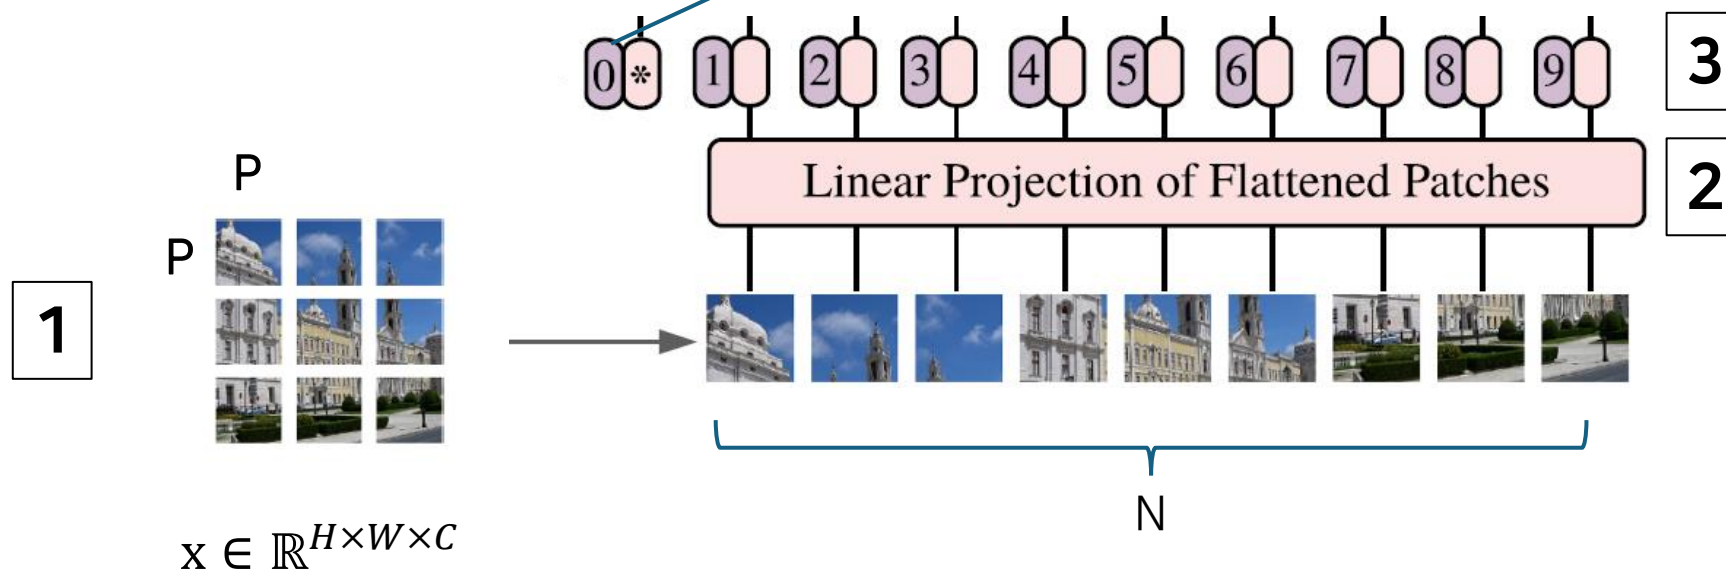 0 * 1 2 3 4 5 6 7 8 9 3
Linear Projection of Flattened Patches 2
P
P
1
N
x ∈ ℝ^{H×W×C}